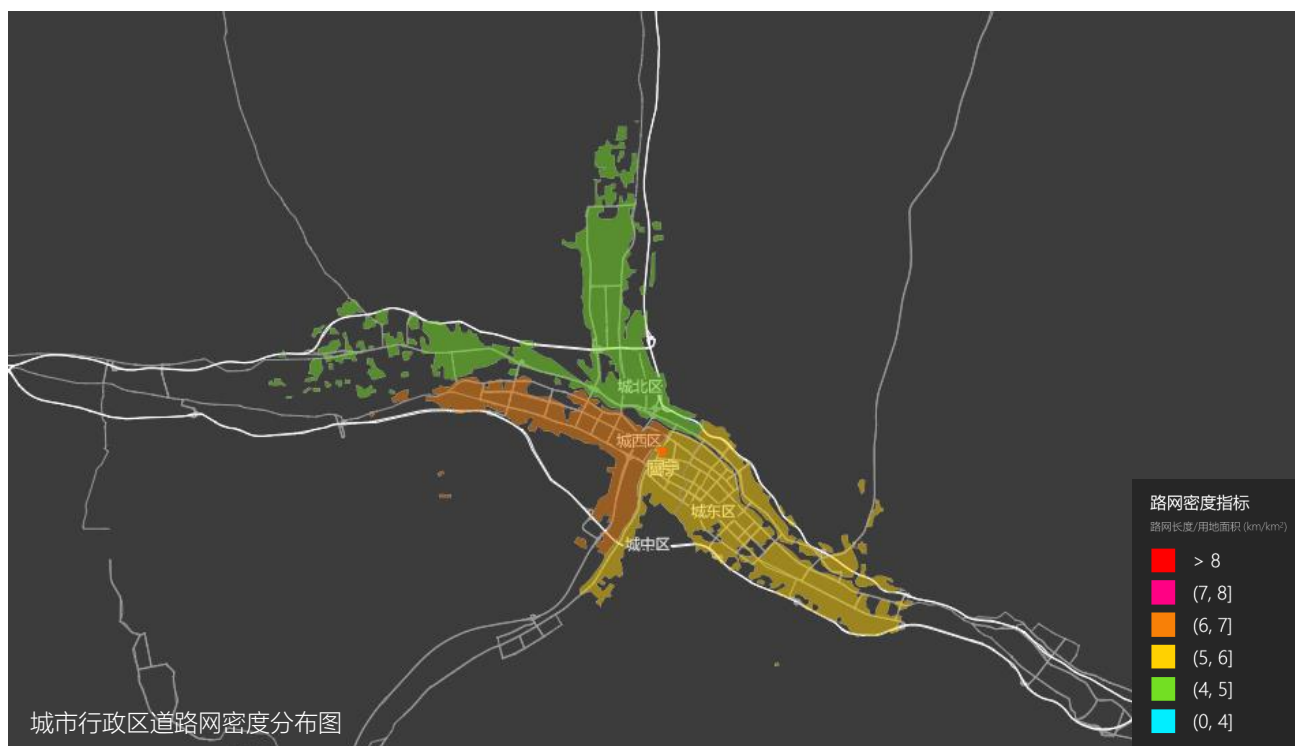 城北区
城西区
城东区
城中区
路网密度指标
路网长度/用地面积 (km/km²)
> 8
(7, 8]
(6, 7]
(5, 6]
(4, 5]
(0, 4]
城市行政区道路网密度分布图